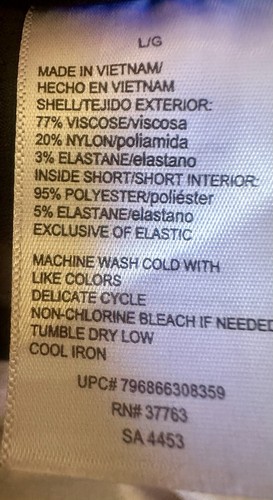 L/G
MADE IN VIETNAM/
HECHO EN VIETNAM
SHELL/TEJIDO EXTERIOR:
77% VISCOSE/viscosa
20% NYLON/poliamida
3% ELASTANE/elastano
INSIDE SHORT/SHORT INTERIOR:
95% POLYESTER/poliéster
5% ELASTANE/elastano
EXCLUSIVE OF ELASTIC
MACHINE WASH COLD WITH
LIKE COLORS
DELICATE CYCLE
NON-CHLORINE BLEACH IF NEEDED
TUMBLE DRY LOW
COOL IRON
UPC# 796866308359
RN# 37763
SA 4453